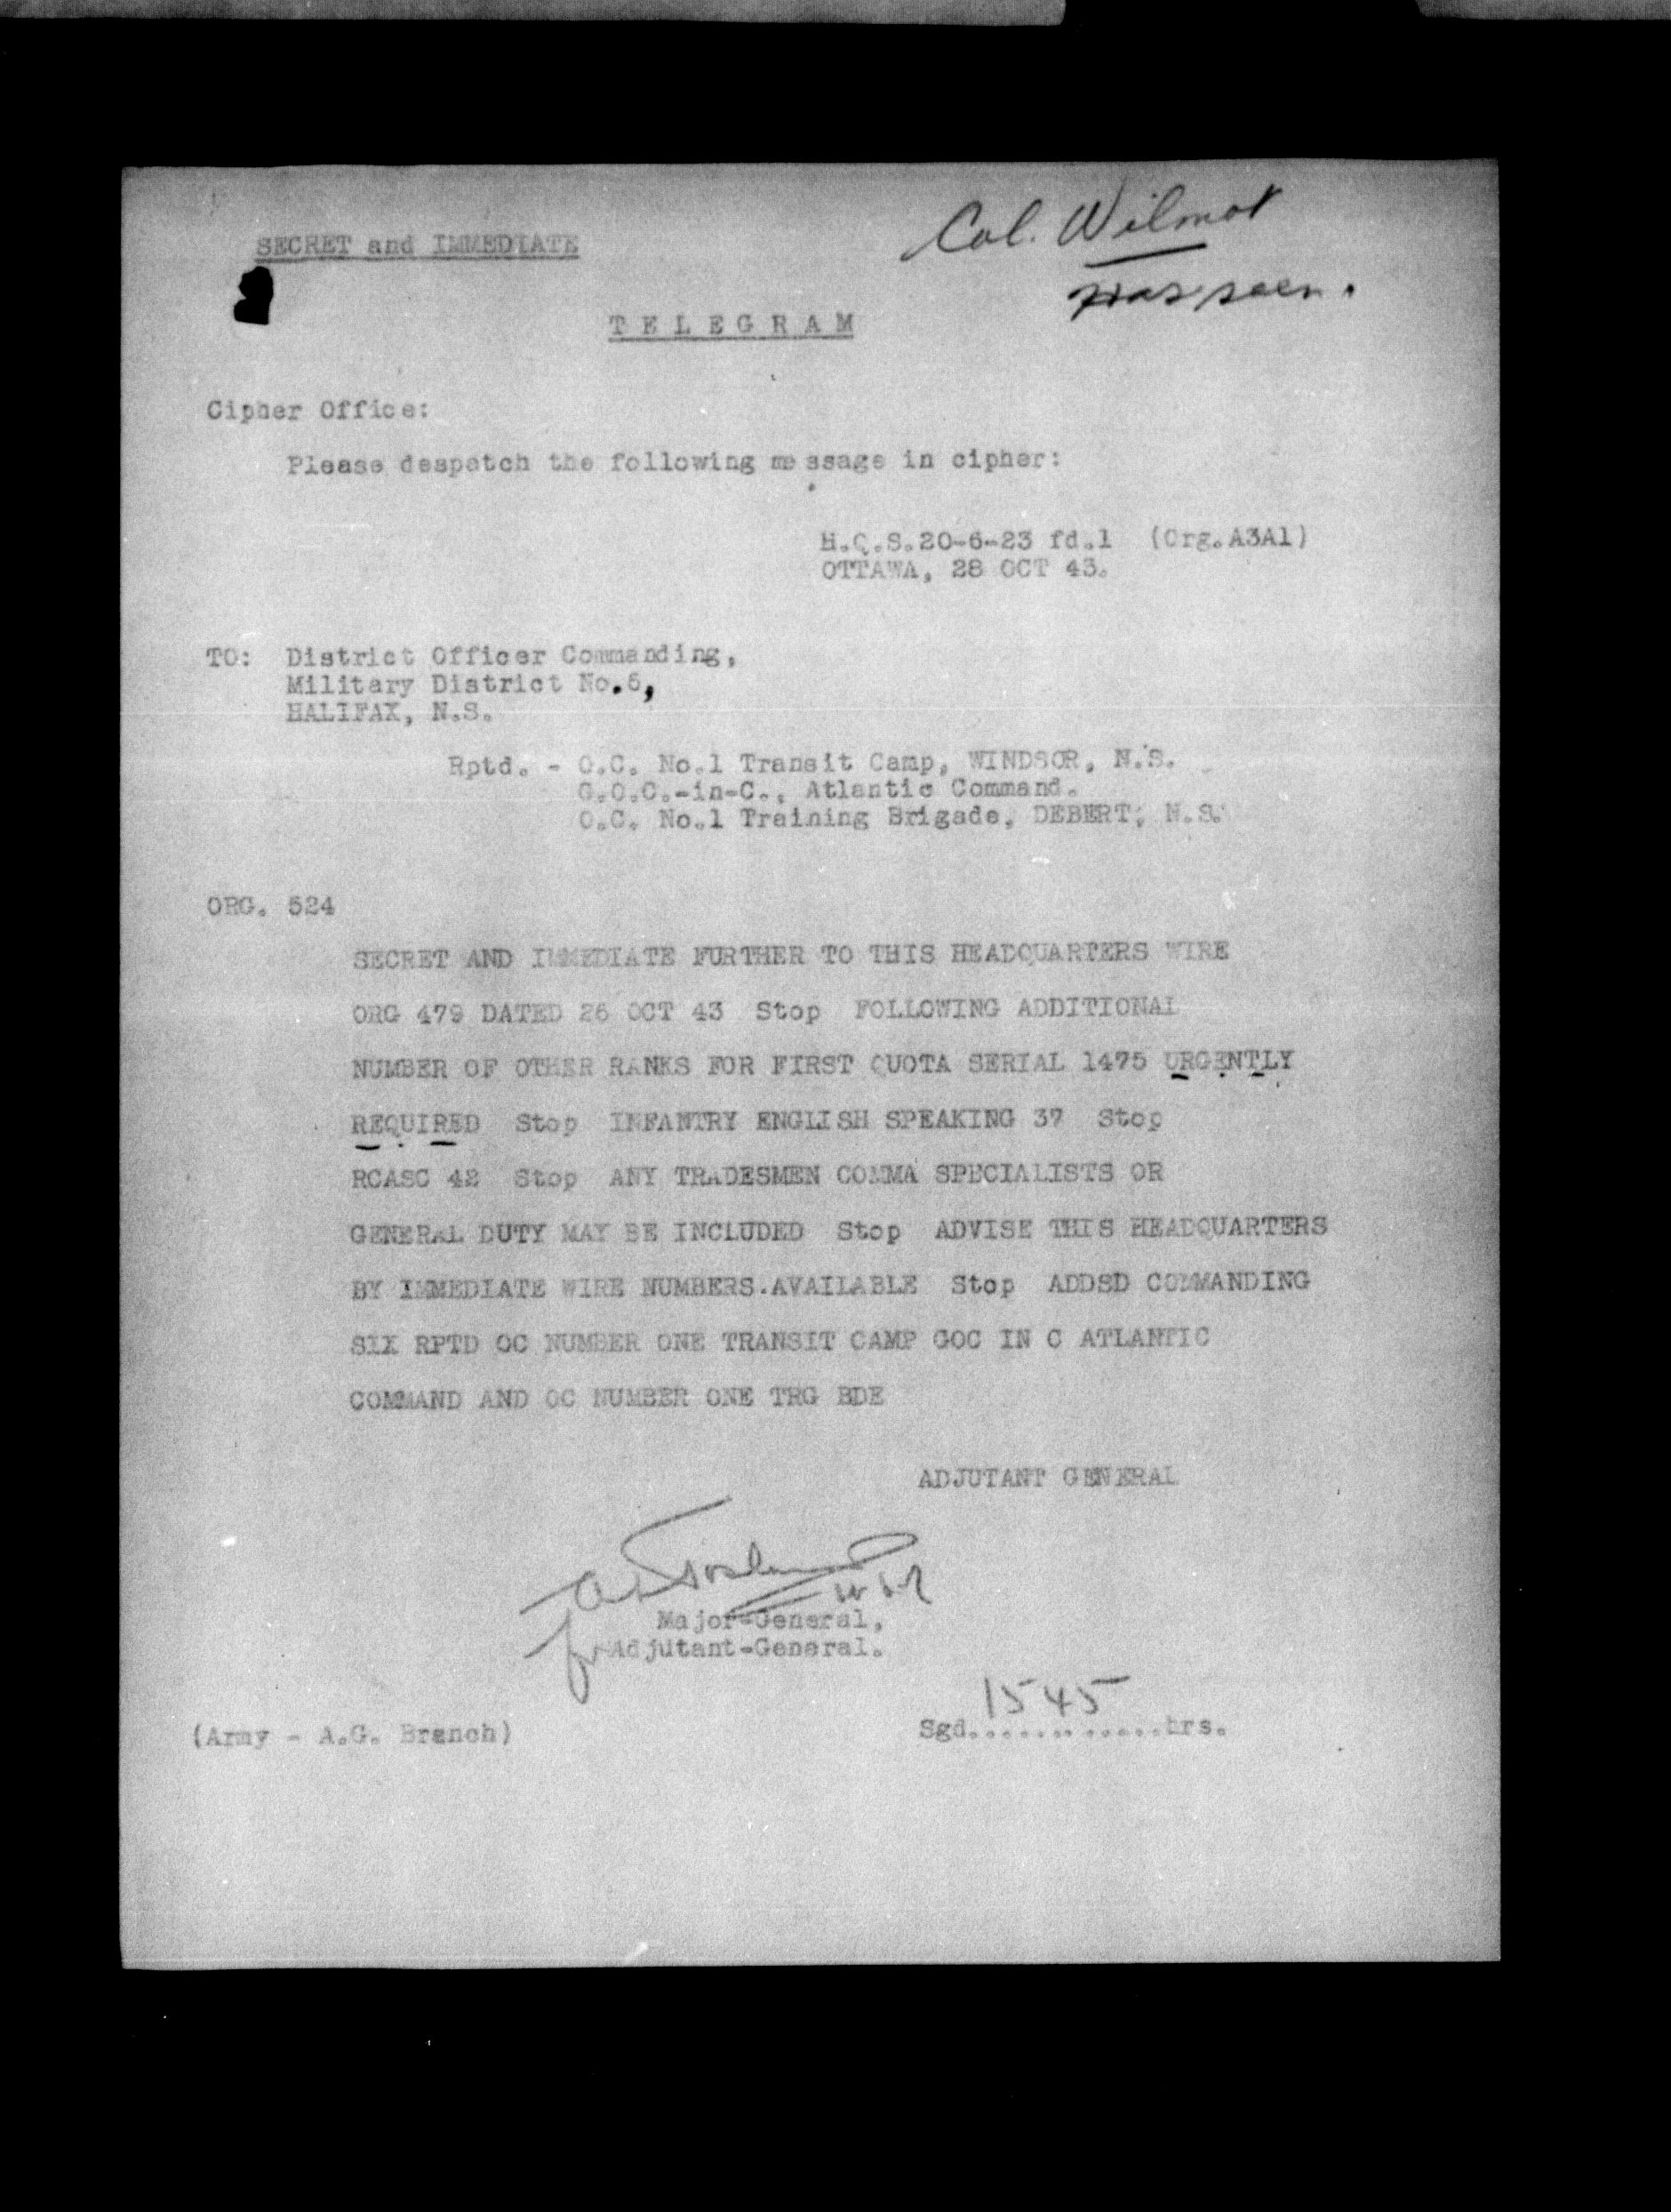 Col. Wilmot
has seen.
SECRET and IMMEDIATE
T E L E G R A M
Cipher Office:
Please despatch the following message in cipher:
H.Q.S.20-6-23 fd.1 (Org.A3A1)
OTTAWA, 28 OCT 43.
TO: District Officer Commanding,
Military District No.6,
HALIFAX, N.S.
Rptd. - O.C. No.1 Transit Camp, WINDSOR, N.S.
G.O.C.-in-C., Atlantic Command.
O.C. No.1 Training Brigade, DEBERT, N.S.
ORG. 524
SECRET AND IMMEDIATE FURTHER TO THIS HEADQUARTERS WIRE
ORG 479 DATED 26 OCT 43 Stop FOLLOWING ADDITIONAL
NUMBER OF OTHER RANKS FOR FIRST QUOTA SERIAL 1475 URGENTLY
REQUIRED Stop INFANTRY ENGLISH SPEAKING 37 Stop
RCASC 42 Stop ANY TRADESMEN COMMA SPECIALISTS OR
GENERAL DUTY MAY BE INCLUDED Stop ADVISE THIS HEADQUARTERS
BY IMMEDIATE WIRE NUMBERS.AVAILABLE Stop ADDSD COMMANDING
SIX RPTD OC NUMBER ONE TRANSIT CAMP GOC IN C ATLANTIC
COMMAND AND OC NUMBER ONE TRG BDE
ADJUTANT GENERAL
Major-General,
for Adjutant-General.
1545
(Army - A.G. Branch) Sgd.............hrs.